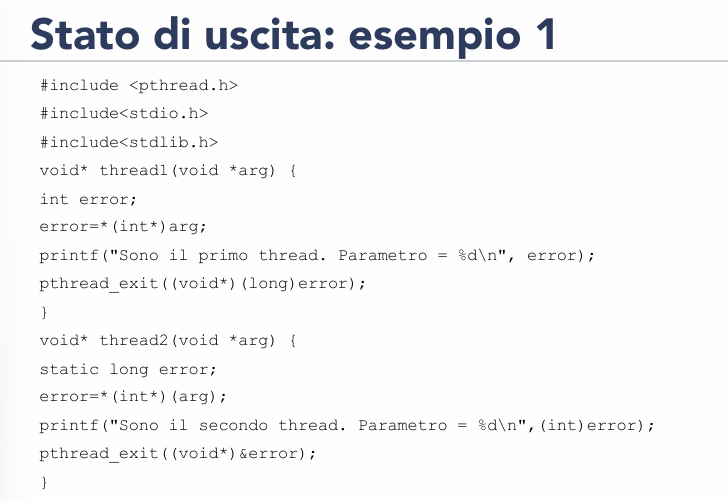 Stato di uscita: esempio 1
#include <pthread.h>
#include<stdio.h>
#include<stdlib.h>
void* thread1(void *arg) {
int error;
error=*(int*)arg;
printf("Sono il primo thread. Parametro = %d\n", error);
pthread_exit((void*)(long)error);
}
void* thread2(void *arg) {
static long error;
error=*(int*)(arg);
printf("Sono il secondo thread. Parametro = %d\n",(int)error);
pthread_exit((void*)&error);
}